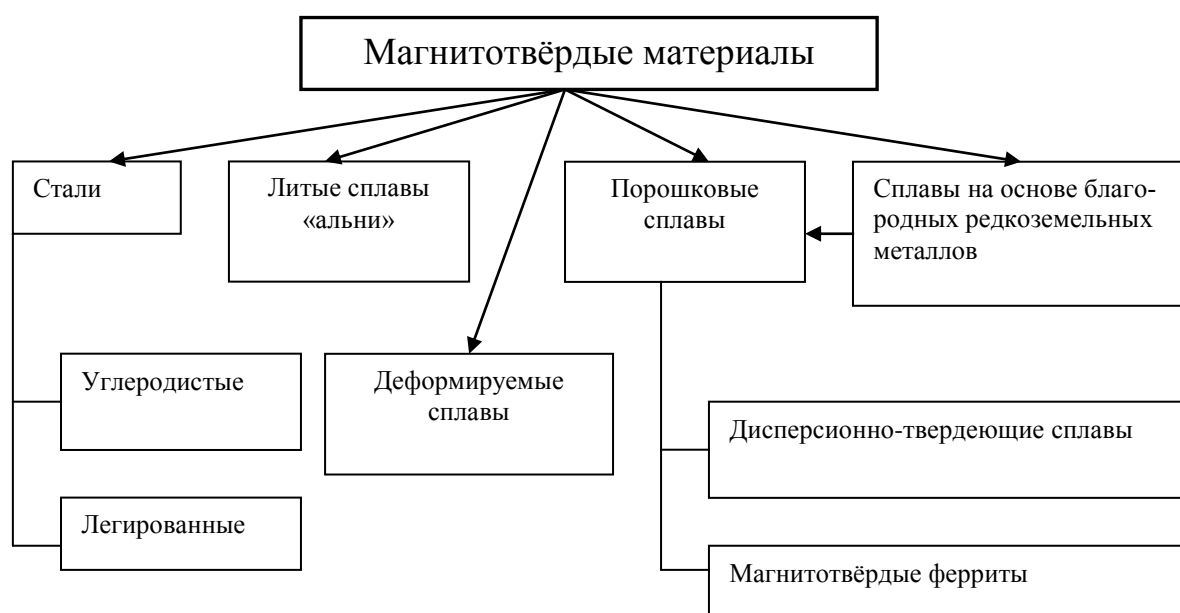 Магнитотвёрдые материалы
Стали
Литые сплавы
«альни»
Порошковые
сплавы
Сплавы на основе благо-
родных редкоземельных
металлов
Углеродистые
Деформируемые
сплавы
Дисперсионно-твердеющие сплавы
Легированные
Магнитотвёрдые ферриты